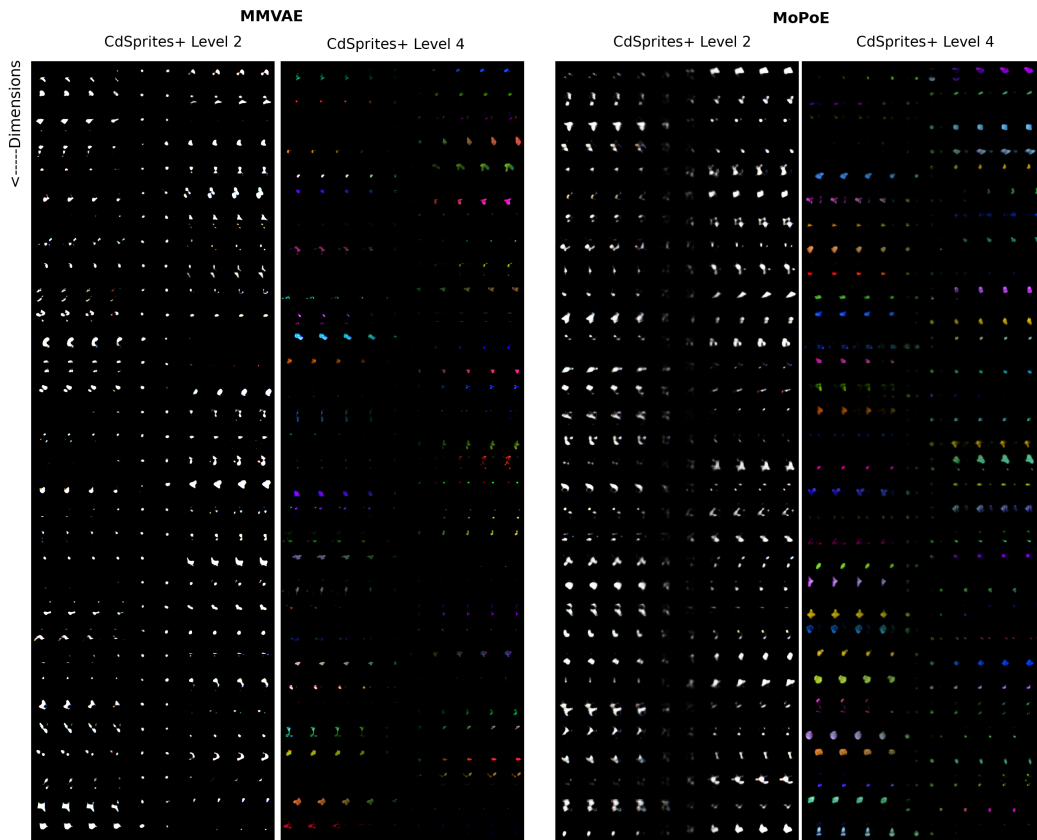 MMVAE
MoPoE
CdSprites+ Level 2
CdSprites+ Level 4
CdSprites+ Level 2
CdSprites+ Level 4
<-----Dimensions